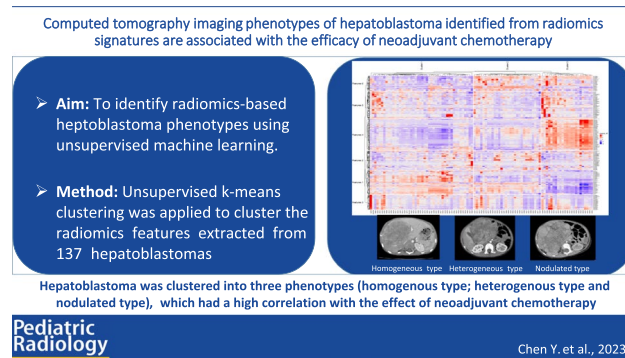 Computed tomography imaging phenotypes of hepatoblastoma identified from radiomics
signatures are associated with the efficacy of neoadjuvant chemotherapy
➢ Aim: To identify radiomics-based
heptoblastoma phenotypes using
unsupervised machine learning.
➢ Method: Unsupervised k-means
clustering was applied to cluster the
radiomics features extracted from
137 hepatoblastomas
Homogeneous type Heterogeneous type Nodulated type
Hepatoblastoma was clustered into three phenotypes (homogenous type; heterogenous type and
nodulated type), which had a high correlation with the effect of neoadjuvant chemotherapy
Pediatric
Radiology
Chen Y. et al., 2023